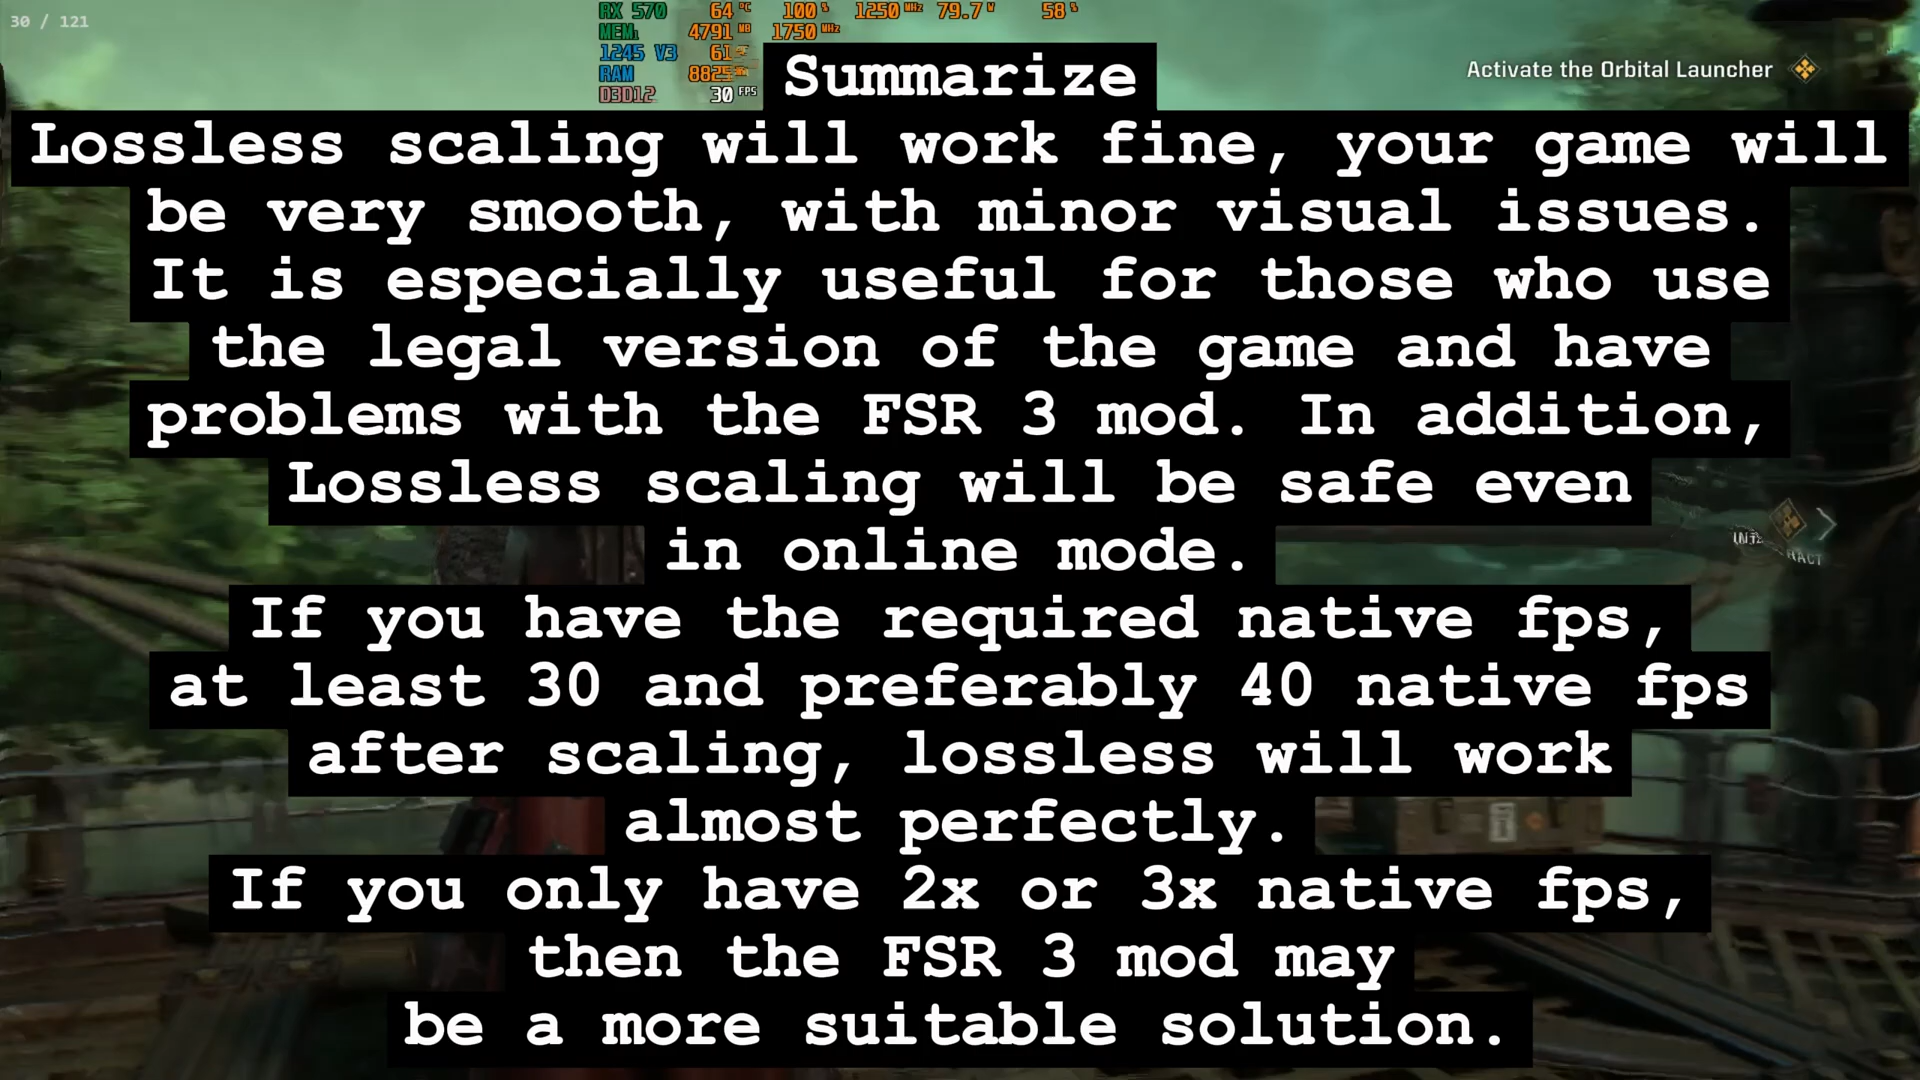 30 / 121
RX 570 64 °C 100 % 1250 MHz 79.7 W 58 %
MEM1 4791 MB 1750 MHz
1245 V3 61
RAM 8825
D3D12 30 FPS
Activate the Orbital Launcher
Summarize
Lossless scaling will work fine, your game will
be very smooth, with minor visual issues.
It is especially useful for those who use
the legal version of the game and have
problems with the FSR 3 mod. In addition,
Lossless scaling will be safe even
in online mode.
If you have the required native fps,
at least 30 and preferably 40 native fps
after scaling, lossless will work
almost perfectly.
If you only have 2x or 3x native fps,
then the FSR 3 mod may
be a more suitable solution.